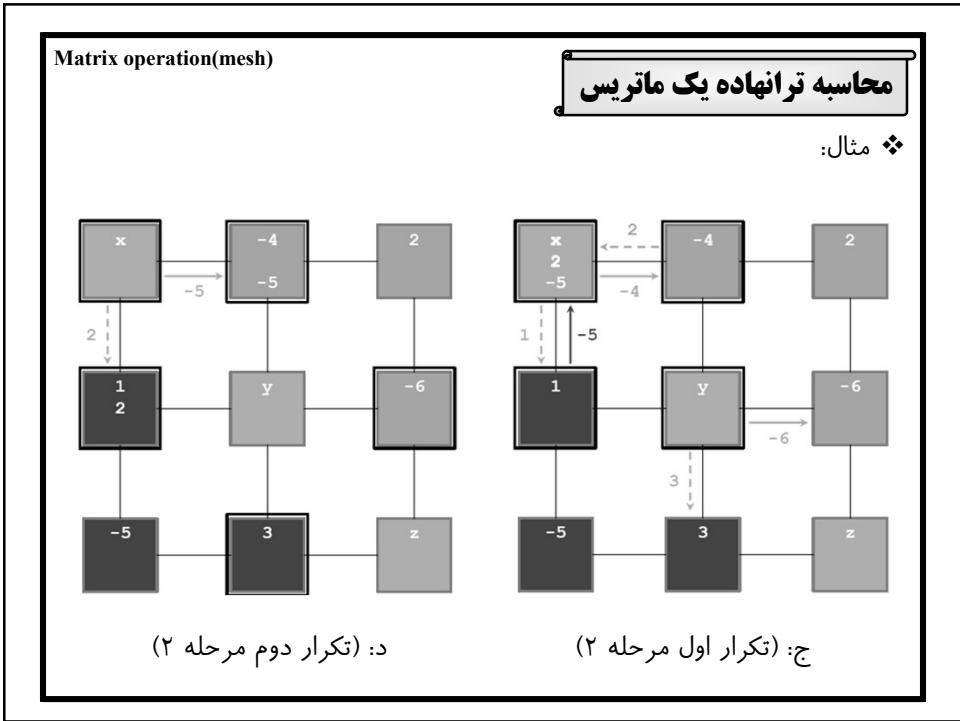 Matrix operation(mesh)
محاسبه ترانهاده یک ماتریس
❖ مثال:
x
2
-5
2
-4
-4
2
1
-5
1
y
-6
-6
3
-5
3
z
ج: (تکرار اول مرحله ۲)
x
-5
-4
-5
2
2
1
2
y
-6
-5
3
z
د: (تکرار دوم مرحله ۲)